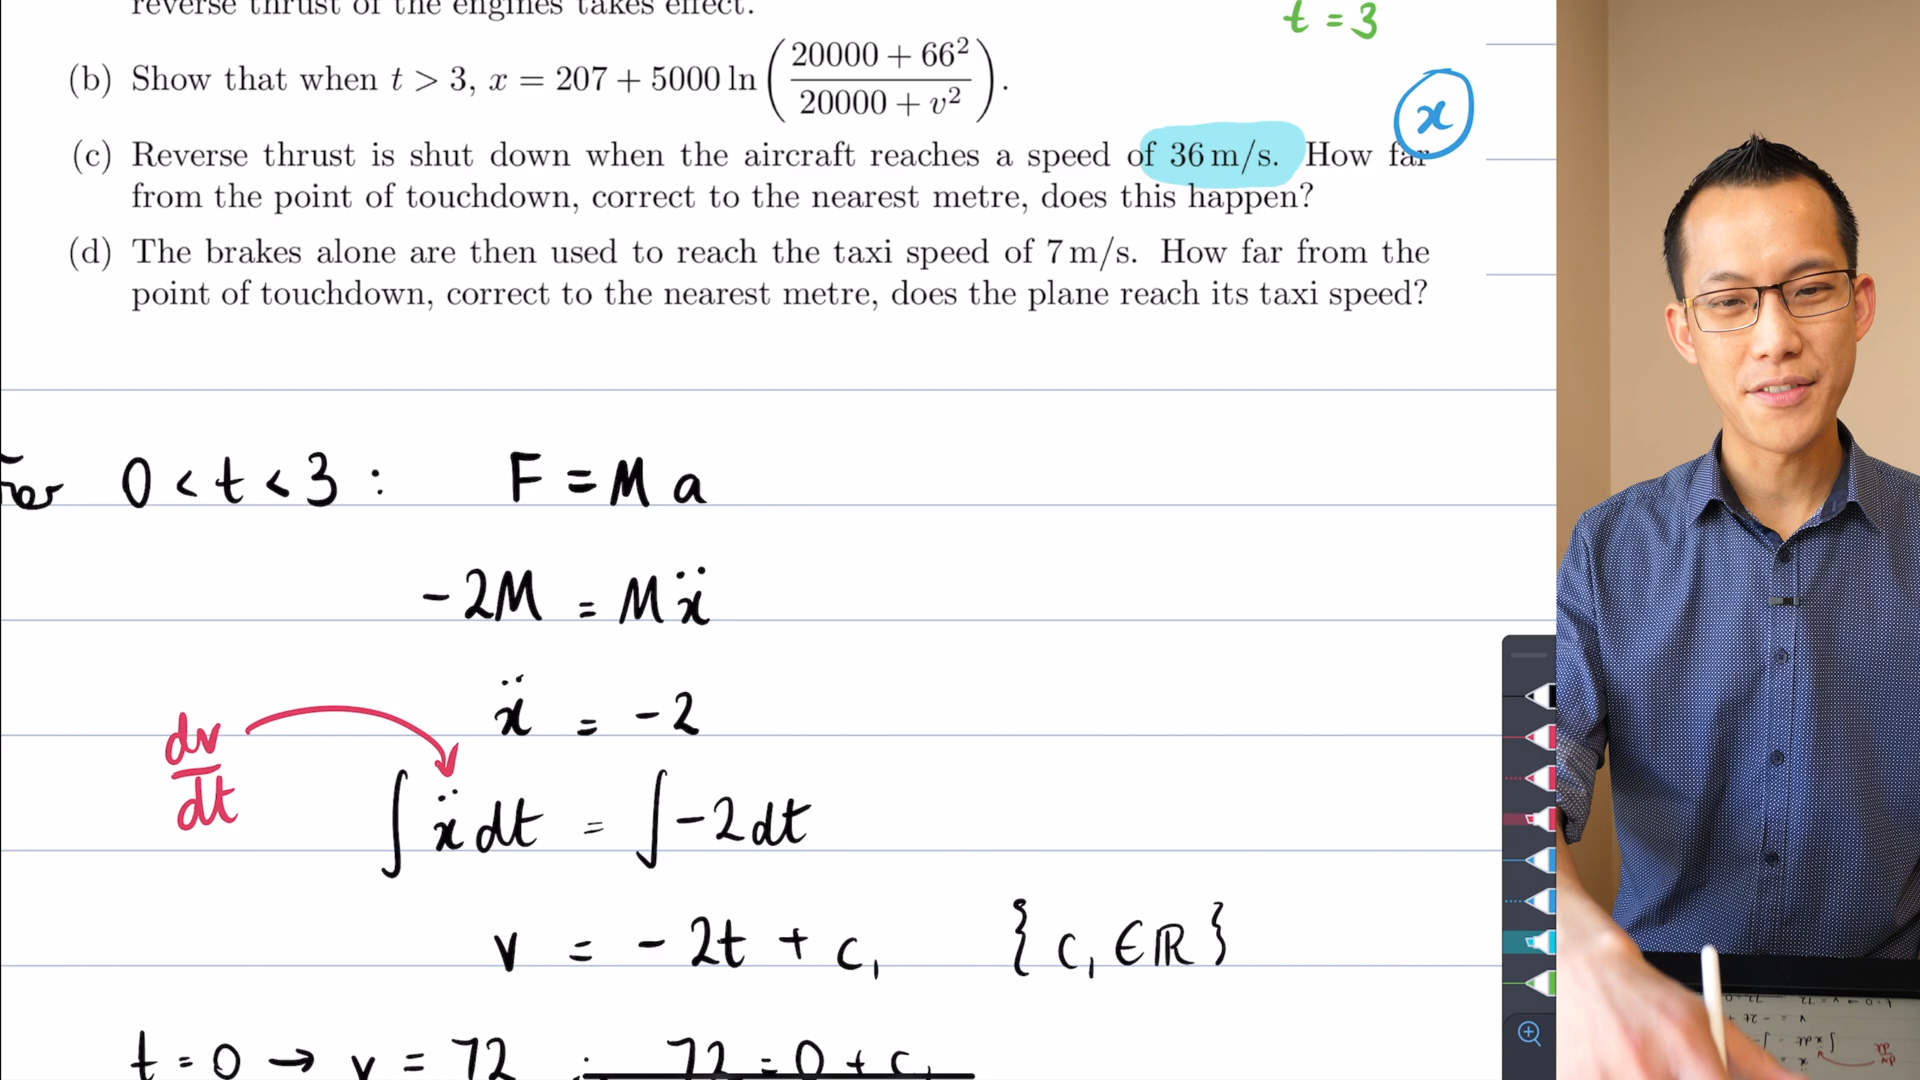 reverse thrust of the engines takes effect.
t = 3
(b) Show that when t > 3, x = 207 + 5000 ln ( (20000 + 66²) / (20000 + v²) ).
x
(c) Reverse thrust is shut down when the aircraft reaches a speed of 36 m/s. How far
from the point of touchdown, correct to the nearest metre, does this happen?
(d) The brakes alone are then used to reach the taxi speed of 7 m/s. How far from the
point of touchdown, correct to the nearest metre, does the plane reach its taxi speed?
For 0 < t < 3 : F = M a
-2M = Mẍ
ẍ = -2
dv/dt
∫ ẍ dt = ∫ -2 dt
v = -2t + c₁ { c₁ ∈ ℝ }
t = 0 → v = 72 : 72 = 0 + c₁